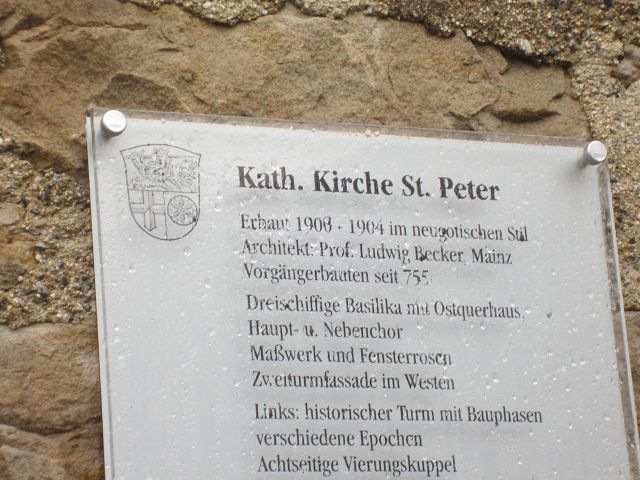 Kath. Kirche St. Peter
Erbaut - 1904 im neugotischen Stil
Architekt: Prof. Ludwig Becker, Mainz
Vorgängerbauten seit 755
Dreischiffige Basilika mit Ostquerhaus,
Haupt- u. Nebenchor
Maßwerk und Fensterrosen
Zweiturmfassade im Westen
Links: historischer Turm mit Bauphasen
verschiedene Epochen
Achtseitige Vierungskuppel